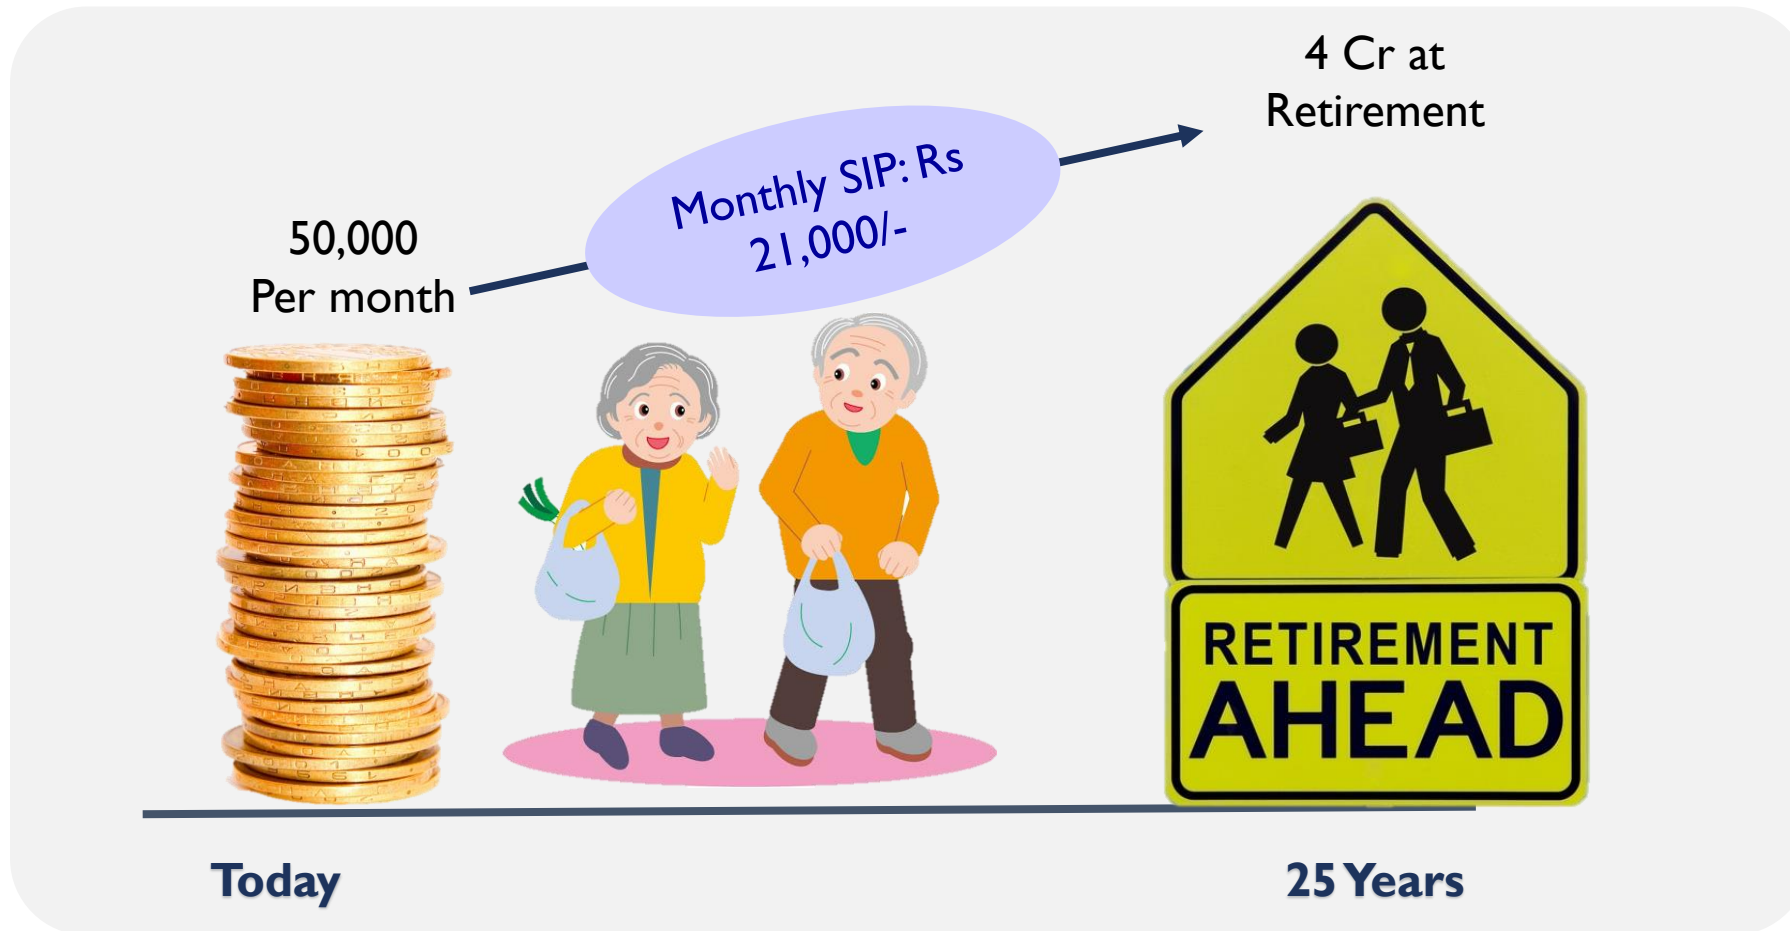 4 Cr at
Retirement
Monthly SIP: Rs
21,000/-
50,000
Per month
RETIREMENT
AHEAD
Today
25 Years